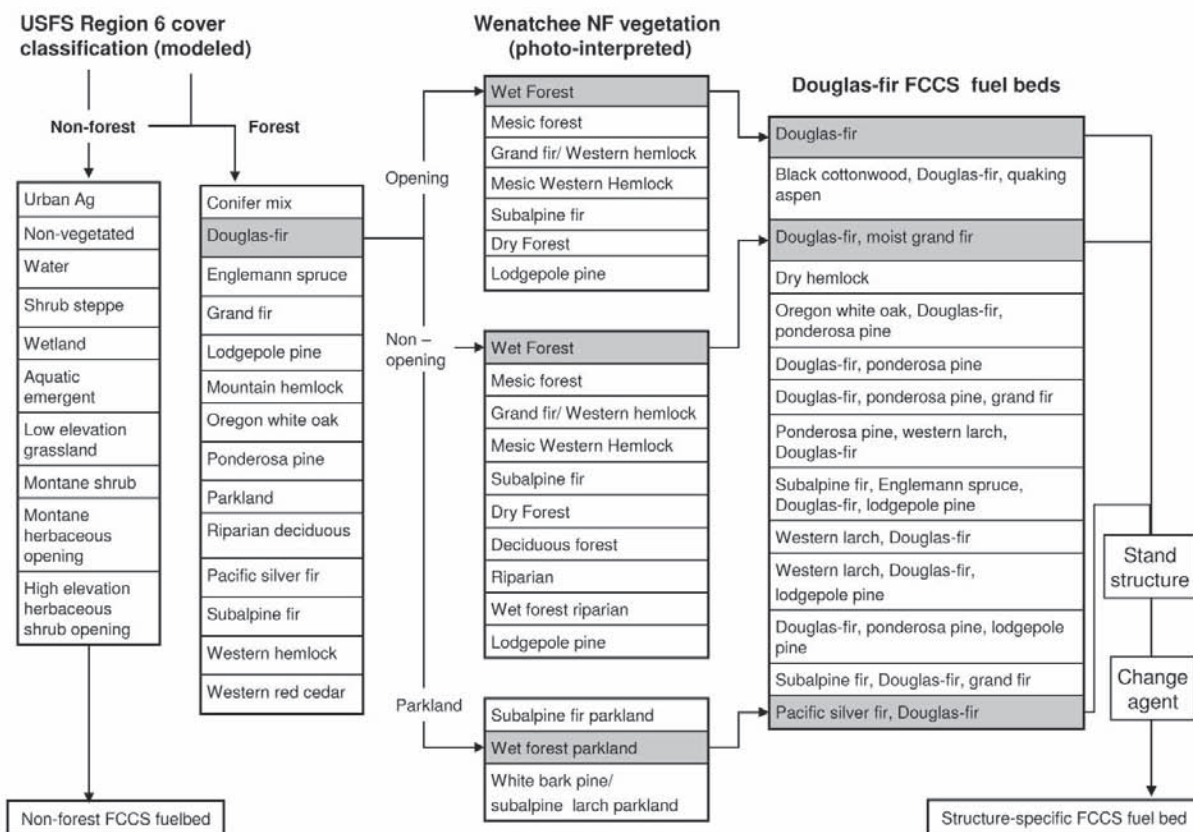 USFS Region 6 cover
classification (modeled)
Non-forest
Forest
Urban Ag
Non-vegetated
Water
Shrub steppe
Wetland
Aquatic
emergent
Low elevation
grassland
Montane shrub
Montane
herbaceous
opening
High elevation
herbaceous
shrub opening
Non-forest FCCS fuelbed
Conifer mix
Douglas-fir
Englemann spruce
Grand fir
Lodgepole pine
Mountain hemlock
Oregon white oak
Ponderosa pine
Parkland
Riparian deciduous
Pacific silver fir
Subalpine fir
Western hemlock
Western red cedar
Opening
Non –
opening
Parkland
Wenatchee NF vegetation
(photo-interpreted)
Wet Forest
Mesic forest
Grand fir/ Western hemlock
Mesic Western Hemlock
Subalpine fir
Dry Forest
Lodgepole pine
Wet Forest
Mesic forest
Grand fir/ Western hemlock
Mesic Western Hemlock
Subalpine fir
Dry Forest
Deciduous forest
Riparian
Wet forest riparian
Lodgepole pine
Subalpine fir parkland
Wet forest parkland
White bark pine/
subalpine larch parkland
Douglas-fir FCCS fuel beds
Douglas-fir
Black cottonwood, Douglas-fir, quaking
aspen
Douglas-fir, moist grand fir
Dry hemlock
Oregon white oak, Douglas-fir,
ponderosa pine
Douglas-fir, ponderosa pine
Douglas-fir, ponderosa pine, grand fir
Ponderosa pine, western larch,
Douglas-fir
Subalpine fir, Englemann spruce,
Douglas-fir, lodgepole pine
Western larch, Douglas-fir
Western larch, Douglas-fir,
lodgepole pine
Douglas-fir, ponderosa pine, lodgepole
pine
Subalpine fir, Douglas-fir, grand fir
Pacific silver fir, Douglas-fir
Stand
structure
Change
agent
Structure-specific FCCS fuel bed